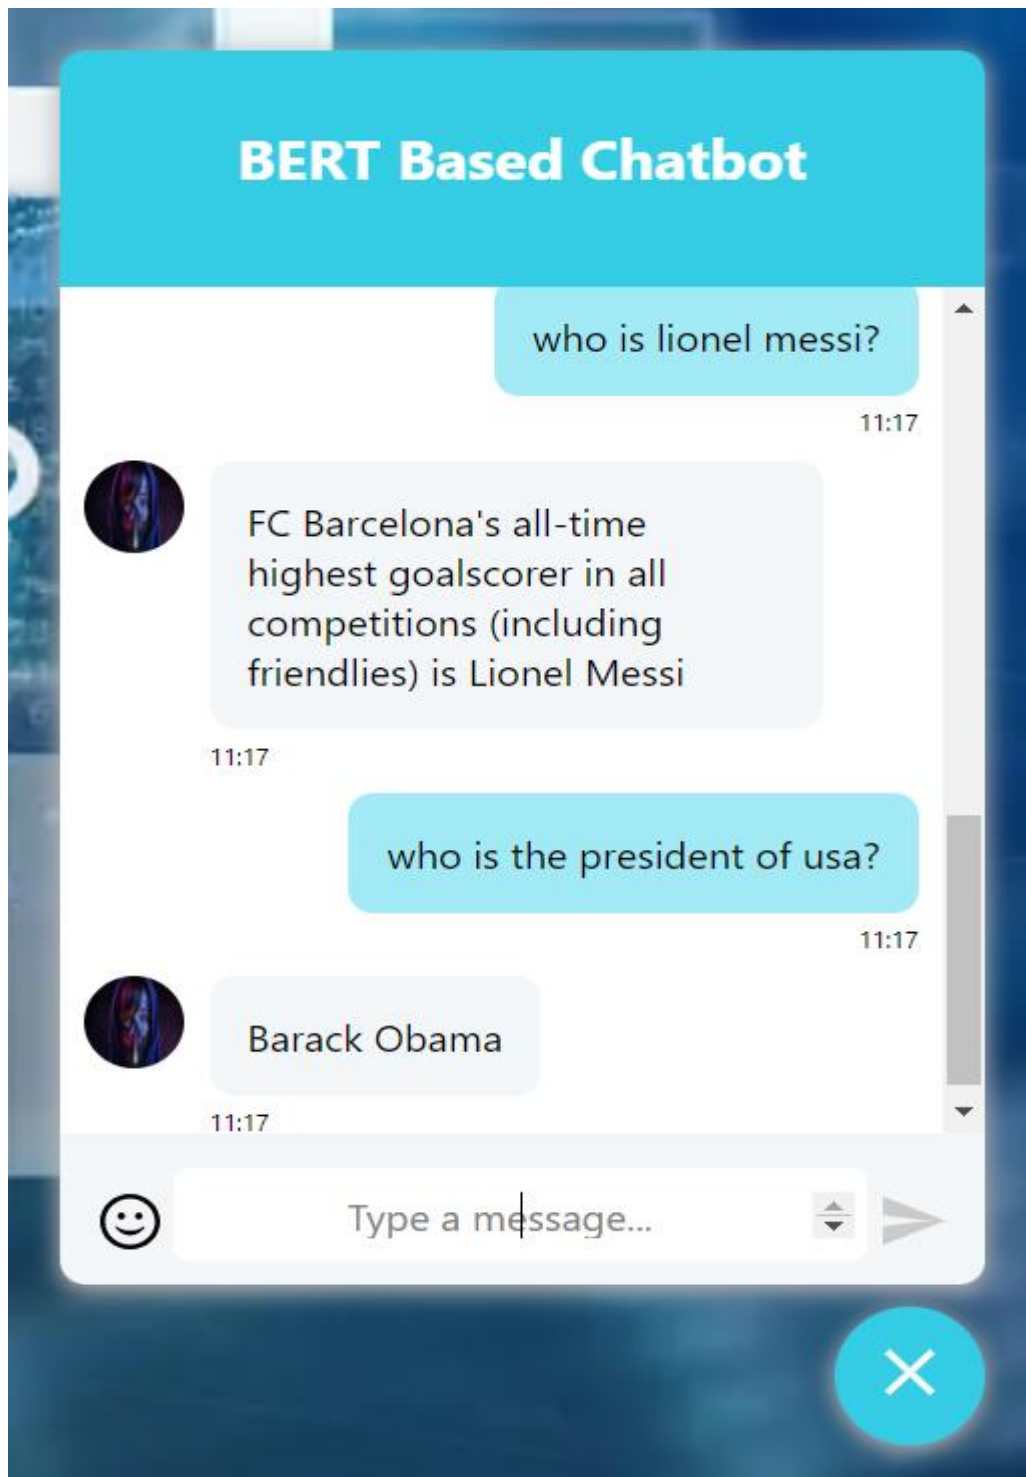 BERT Based Chatbot
who is lionel messi?
11:17
FC Barcelona's all-time
highest goalscorer in all
competitions (including
friendlies) is Lionel Messi
11:17
who is the president of usa?
11:17
Barack Obama
11:17
Type a message...